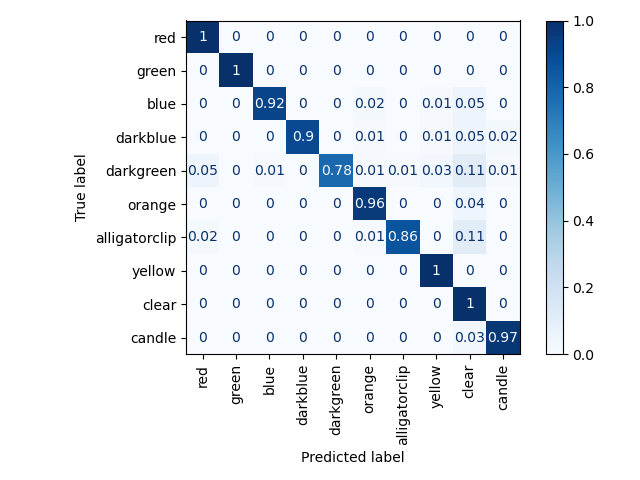 red 1 0 0 0 0 0 0 0 0 0 1.0
green 0 1 0 0 0 0 0 0 0 0
blue 0 0 0.92 0 0 0.02 0 0.01 0.05 0 0.8
darkblue 0 0 0 0.9 0 0.01 0 0.01 0.05 0.02
darkgreen 0.05 0 0.01 0 0.78 0.01 0.01 0.03 0.11 0.01 0.6
True label
orange 0 0 0 0 0 0.96 0 0 0.04 0 0.4
alligatorclip 0.02 0 0 0 0 0.01 0.86 0 0.11 0
yellow 0 0 0 0 0 0 0 1 0 0 0.2
clear 0 0 0 0 0 0 0 0 1 0
candle 0 0 0 0 0 0 0 0 0.03 0.97 0.0
red green blue darkblue darkgreen orange alligatorclip yellow clear candle
Predicted label